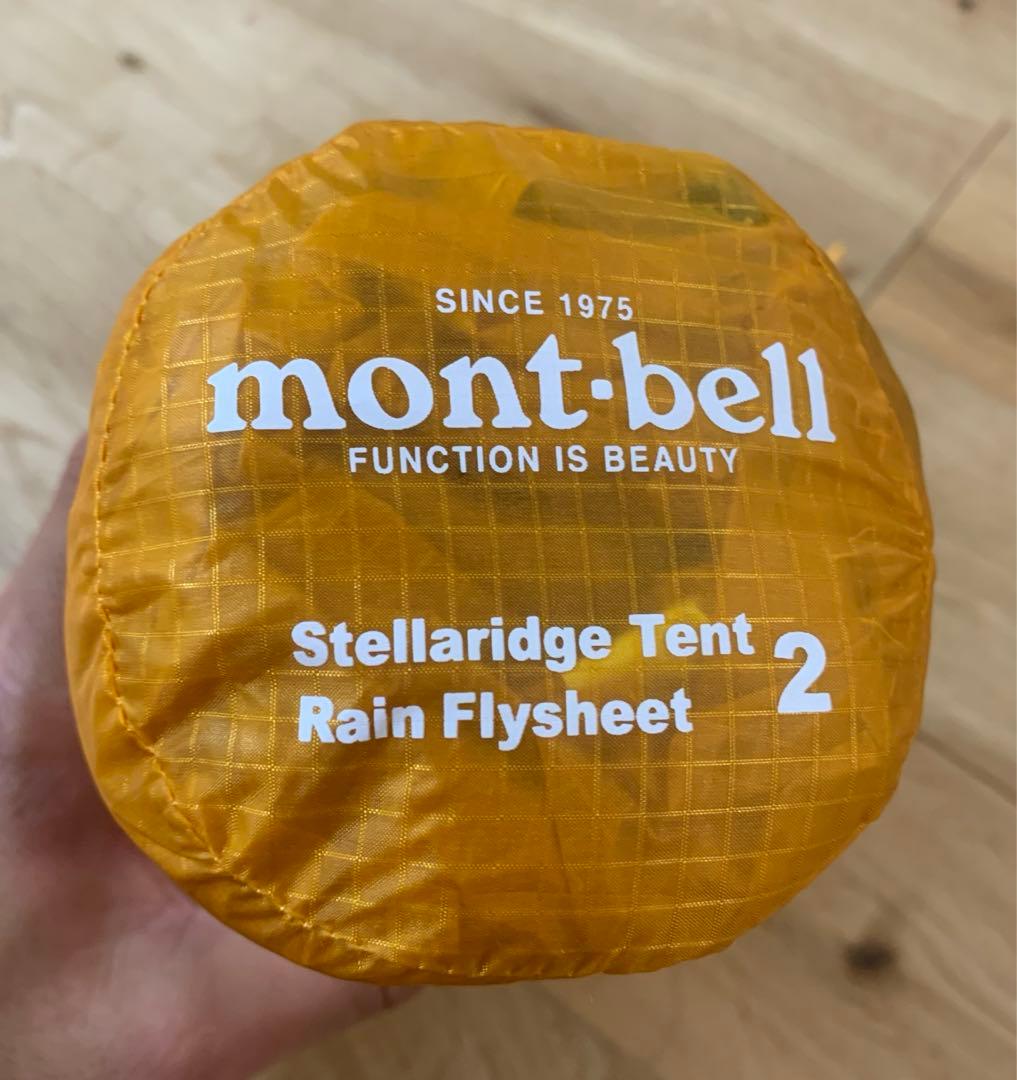 SINCE 1975
mont·bell
FUNCTION IS BEAUTY
Stellaridge Tent 2
Rain Flysheet